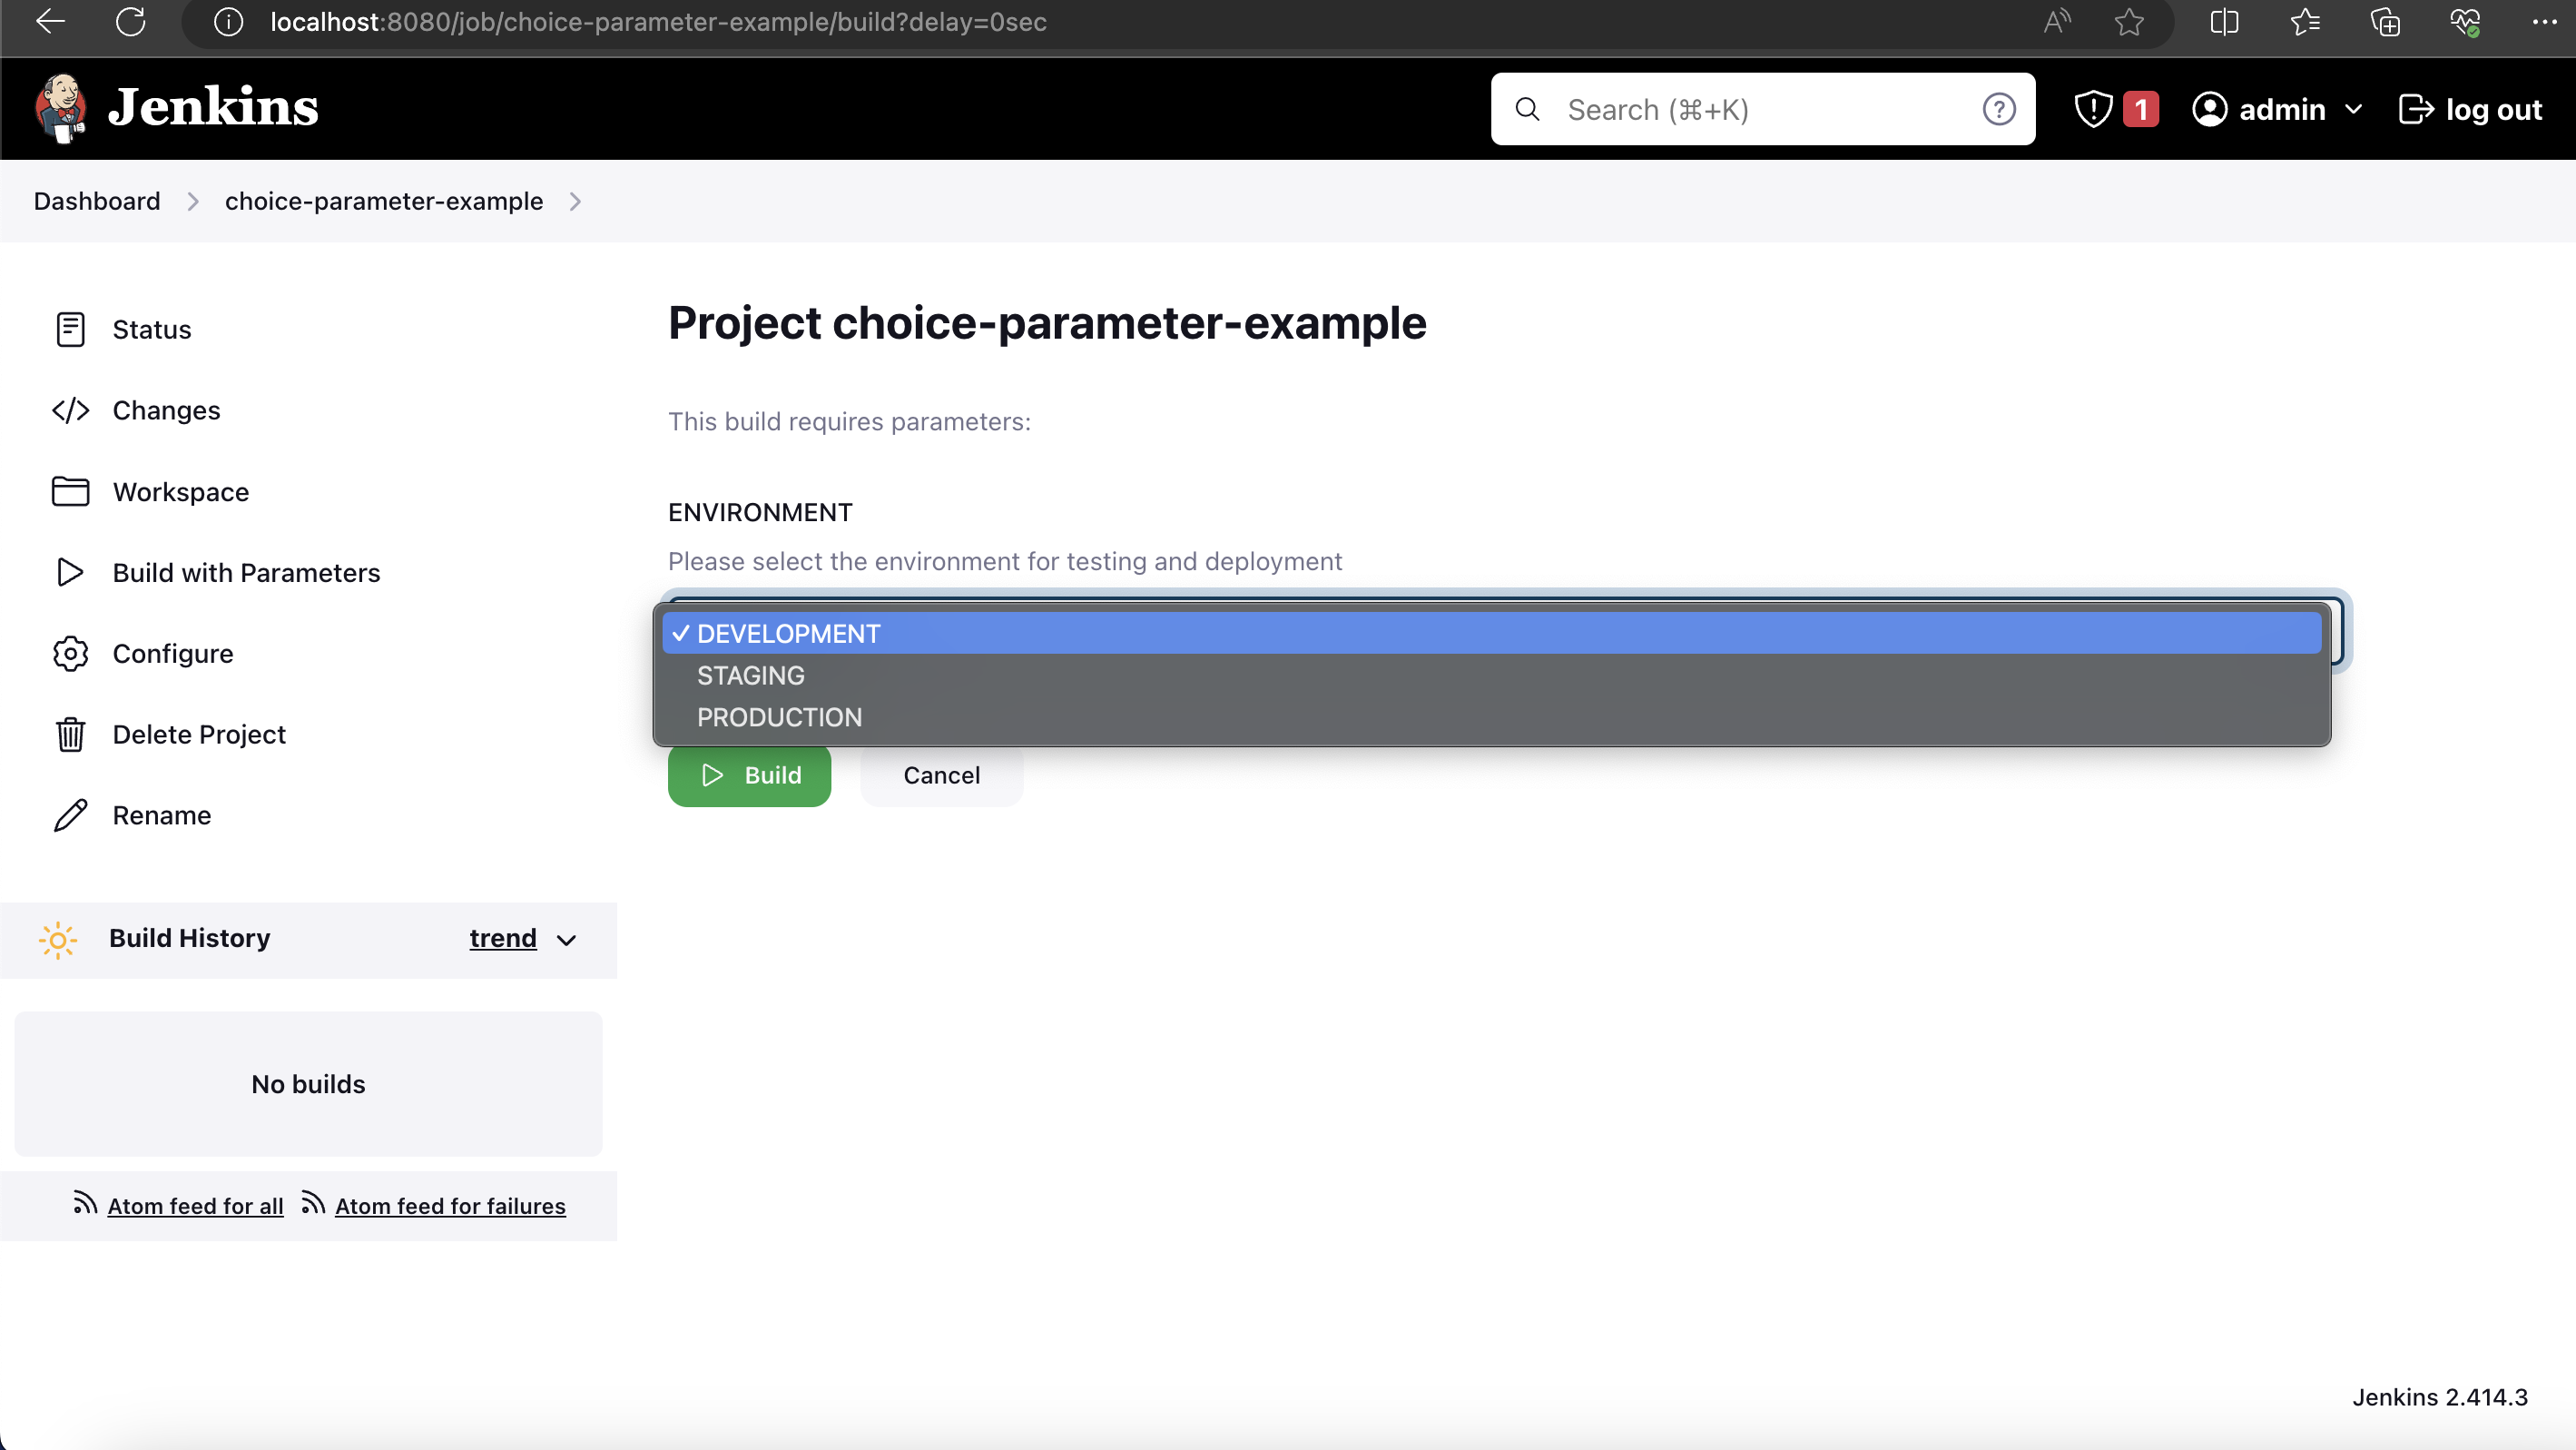 localhost:8080/job/choice-parameter-example/build?delay=0sec
Jenkins
Search (⌘+K)
1
admin
log out
Dashboard
choice-parameter-example
Status
Changes
Workspace
Build with Parameters
Configure
Delete Project
Rename
Build History
trend
No builds
Atom feed for all
Atom feed for failures
Project choice-parameter-example
This build requires parameters:
ENVIRONMENT
Please select the environment for testing and deployment
✓ DEVELOPMENT
STAGING
PRODUCTION
Build
Cancel
Jenkins 2.414.3